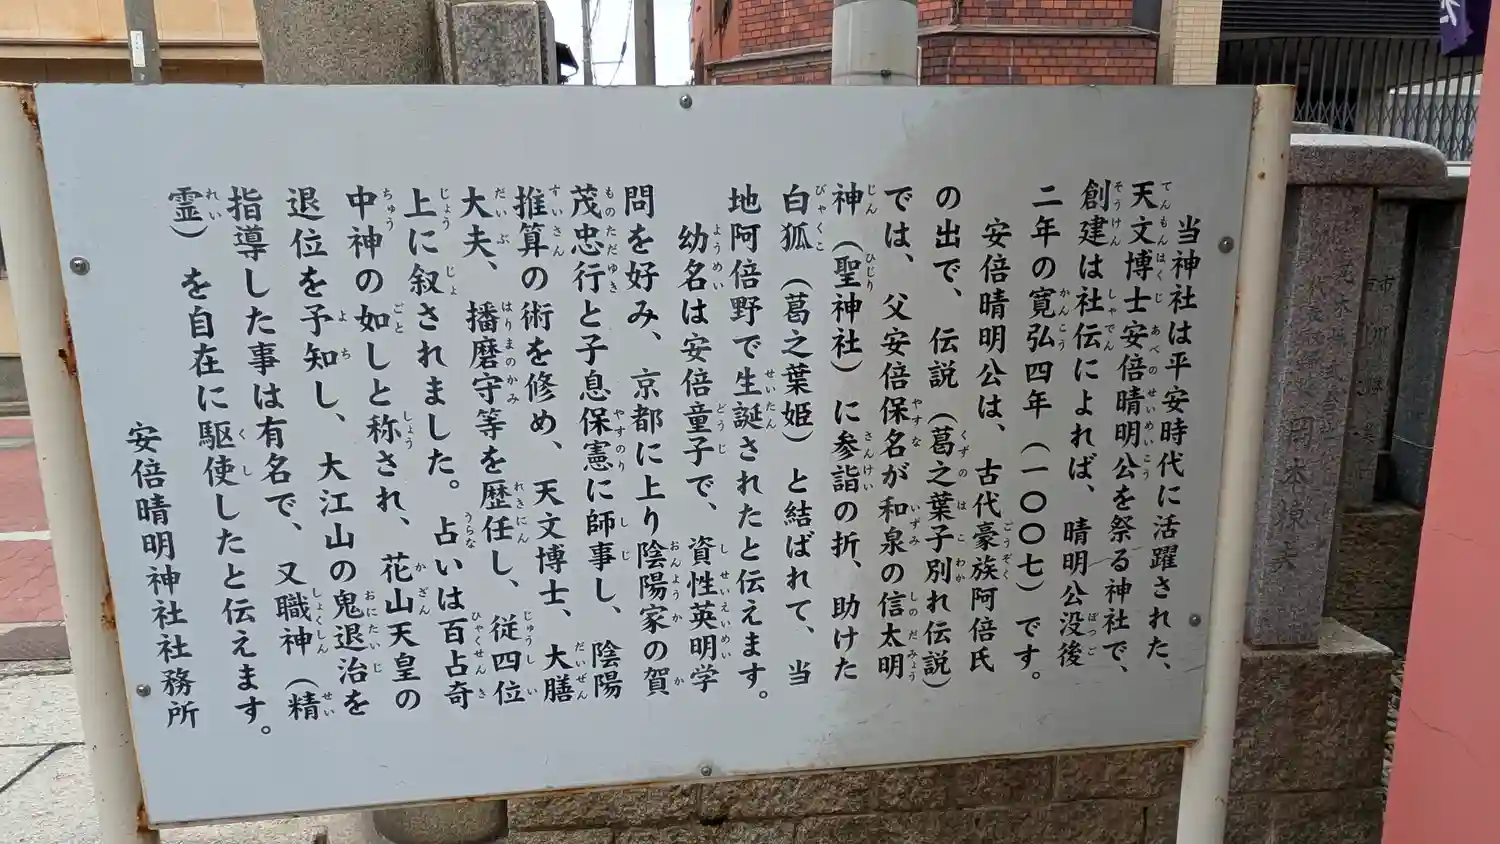 当神社は平安時代に活躍された、
天文博士安倍晴明公を祭る神社で、
創建は社伝によれば、晴明公没後
二年の寛弘四年（一〇〇七）です。
安倍晴明公は、古代豪族阿倍氏
の出で、伝説（葛之葉子別れ伝説）
では、父安倍保名が和泉の信太明
神（聖神社）に参詣の折、助けた
白狐（葛之葉姫）と結ばれて、当
地阿倍野で生誕されたと伝えます。
幼名は安倍童子で、資性英明学
問を好み、京都に上り陰陽家の賀
茂忠行と子息保憲に師事し、陰陽
推算の術を修め、天文博士、大膳
大夫、播磨守等を歴任し、従四位
上に叙されました。占いは百占奇
中神の如しと称され、花山天皇の
退位を予知し、大江山の鬼退治を
指導した事は有名で、又職神（精
霊）を自在に駆使したと伝えます。
安倍晴明神社社務所